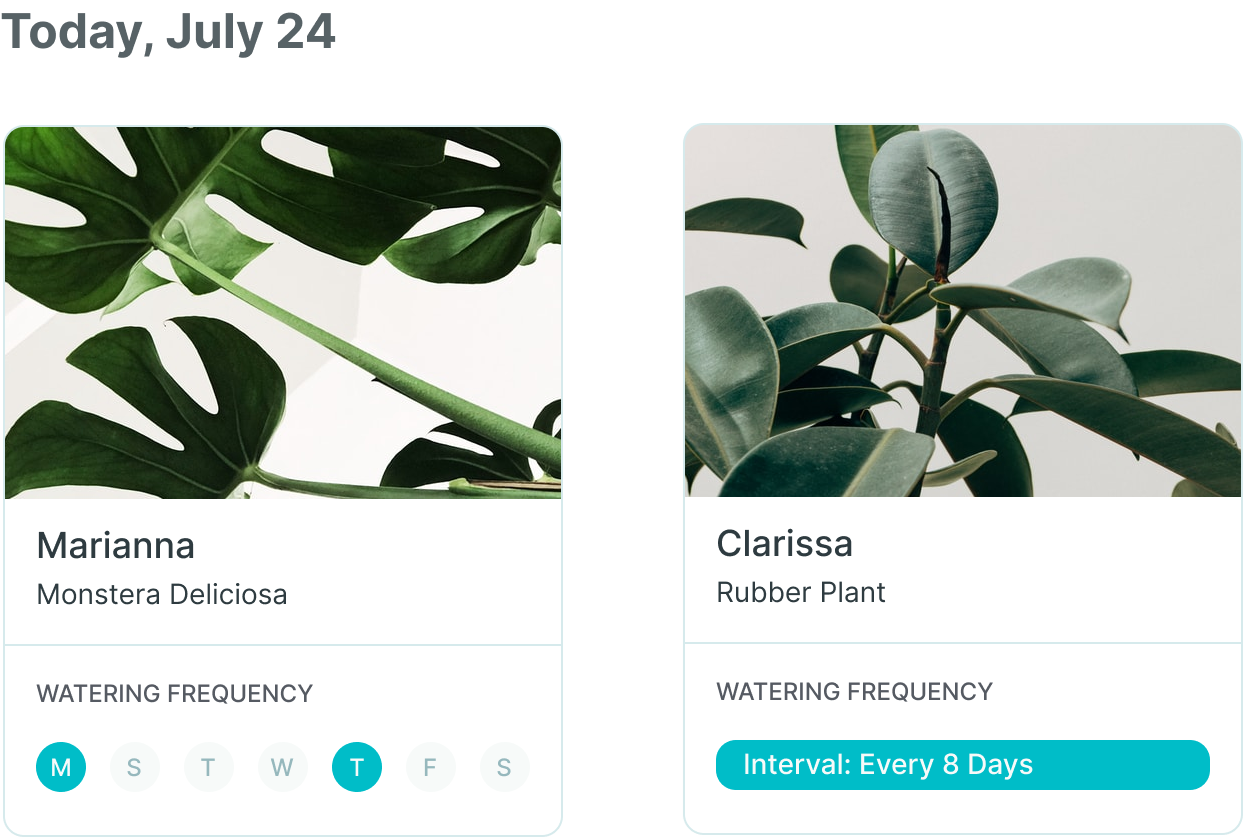 Today, July 24
Marianna
Monstera Deliciosa
WATERING FREQUENCY
M S T W T F S
Clarissa
Rubber Plant
WATERING FREQUENCY
Interval: Every 8 Days